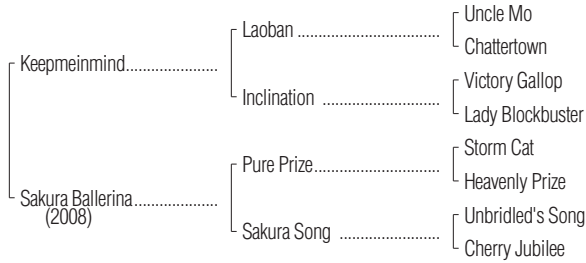 Keepmeinmind
Sakura Ballerina
(2008)
Laoban
Inclination
Pure Prize
Sakura Song
Uncle Mo
Chattertown
Victory Gallop
Lady Blockbuster
Storm Cat
Heavenly Prize
Unbridled's Song
Cherry Jubilee